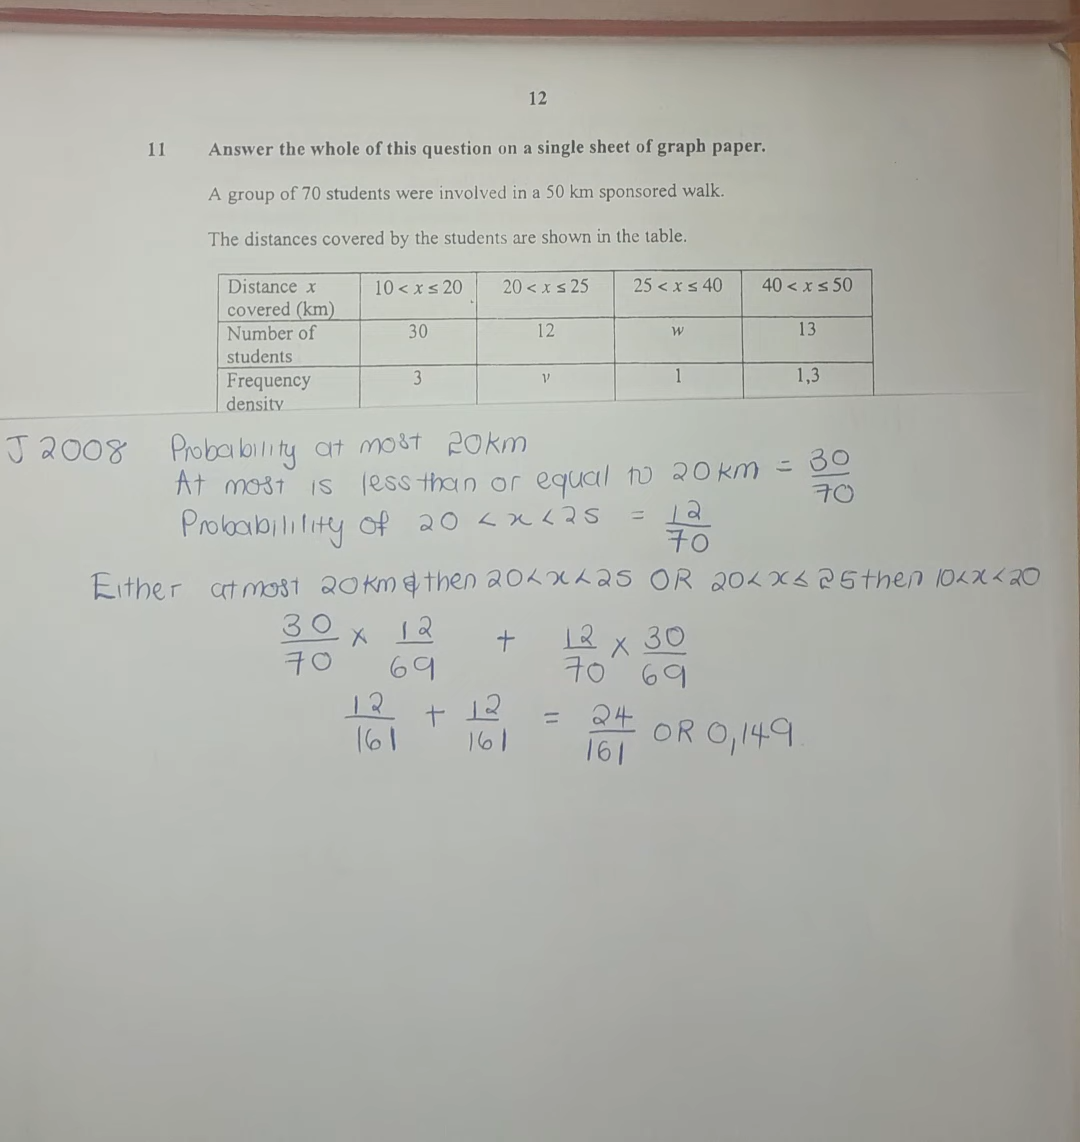 12
11 Answer the whole of this question on a single sheet of graph paper.
A group of 70 students were involved in a 50 km sponsored walk.
The distances covered by the students are shown in the table.
Distance x covered (km) 10 < x ≤ 20 20 < x ≤ 25 25 < x ≤ 40 40 < x ≤ 50
Number of students 30 12 w 13
Frequency density 3 v 1 1,3
J 2008 Probability at most 20km
At most is less than or equal to 20km = 30/70
Probabilility of 20 < x < 25 = 12/70
Either at most 20km & then 20<x<25 OR 20<x≤25 then 10<x<20
30/70 × 12/69 + 12/70 × 30/69
12/161 + 12/161 = 24/161 OR 0,149